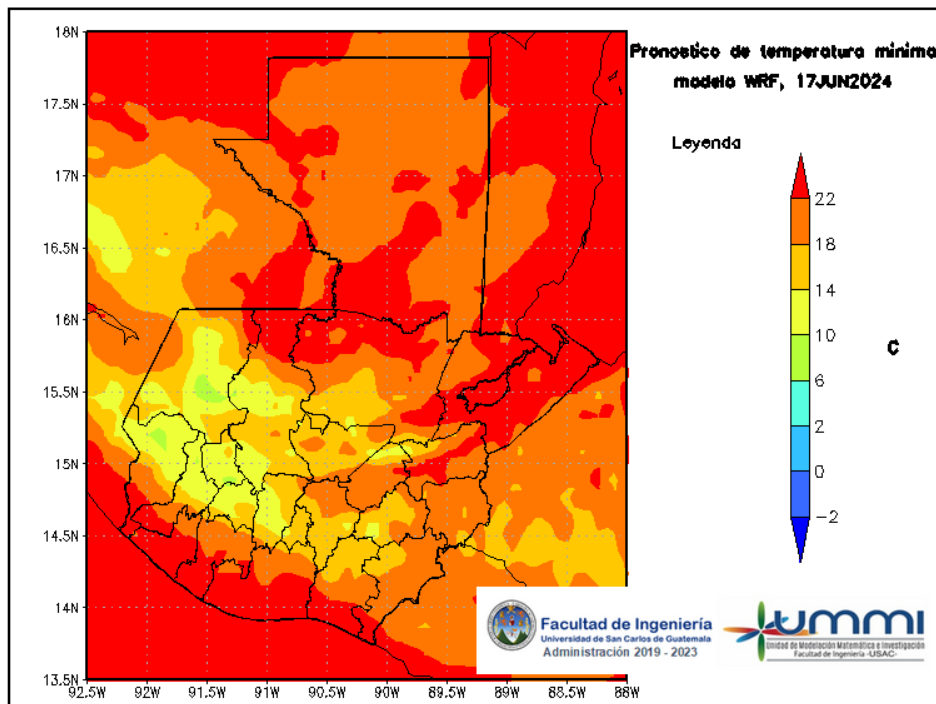 Pronostico de temperatura minima
modelo WRF, 17JUN2024
Leyenda
22
18
14
10
6
2
0
-2
C
18N
17.5N
17N
16.5N
16N
15.5N
15N
14.5N
14N
13.5N
92.5W
92W
91.5W
91W
90.5W
90W
89.5W
89W
88.5W
88W
Facultad de Ingeniería
Universidad de San Carlos de Guatemala
Administración 2019 - 2023
ummi
Unidad de Modelación Matemática e Investigación
Facultad de Ingeniería -USAC-